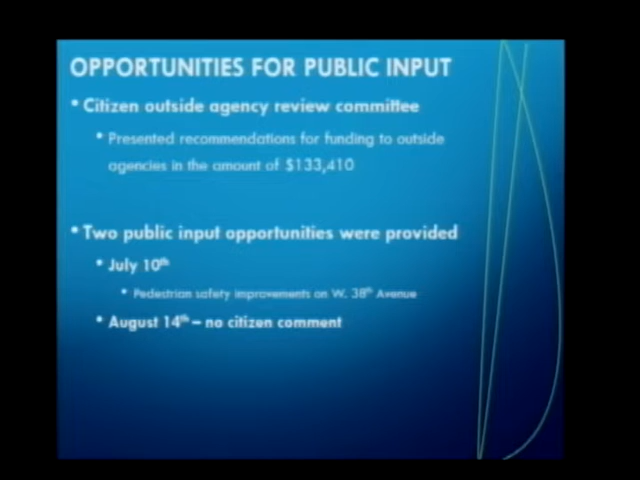 OPPORTUNITIES FOR PUBLIC INPUT
• Citizen outside agency review committee
• Presented recommendations for funding to outside
agencies in the amount of $133,410
• Two public input opportunities were provided
• July 10th
• Pedestrian safety improvements on W. 38th Avenue
• August 14th – no citizen comment